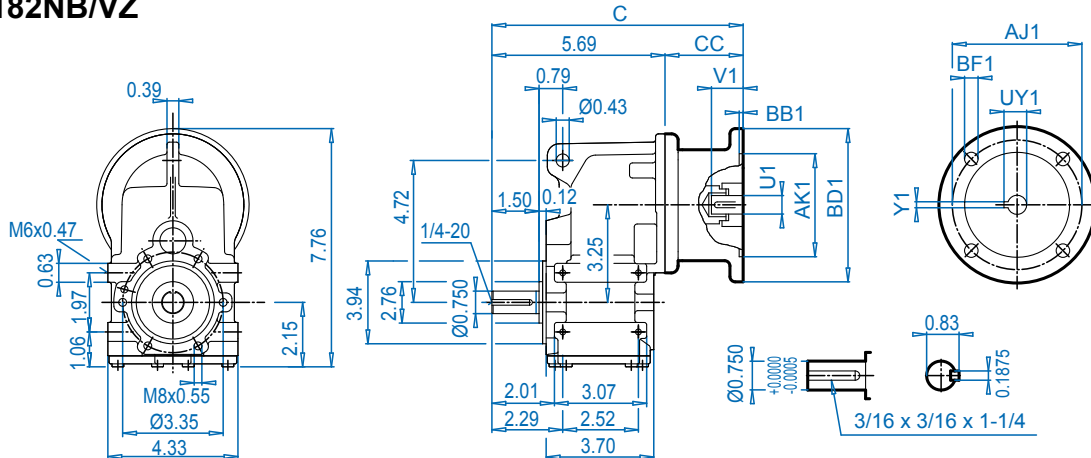 182NB/VZ
0.39
7.76
M6x0.47
0.63
1.97
1.06
2.15
M8x0.55
Ø3.35
4.33
C
5.69
CC
0.79
V1
Ø0.43
BB1
4.72
1.50
0.12
1/4-20
3.25
U1
AK1
BD1
3.94
2.76
Ø0.750
2.01
3.07
2.29
2.52
3.70
AJ1
BF1
UY1
Y1
Ø0.750
+0.0000
-0.0005
0.83
0.1875
3/16 x 3/16 x 1-1/4